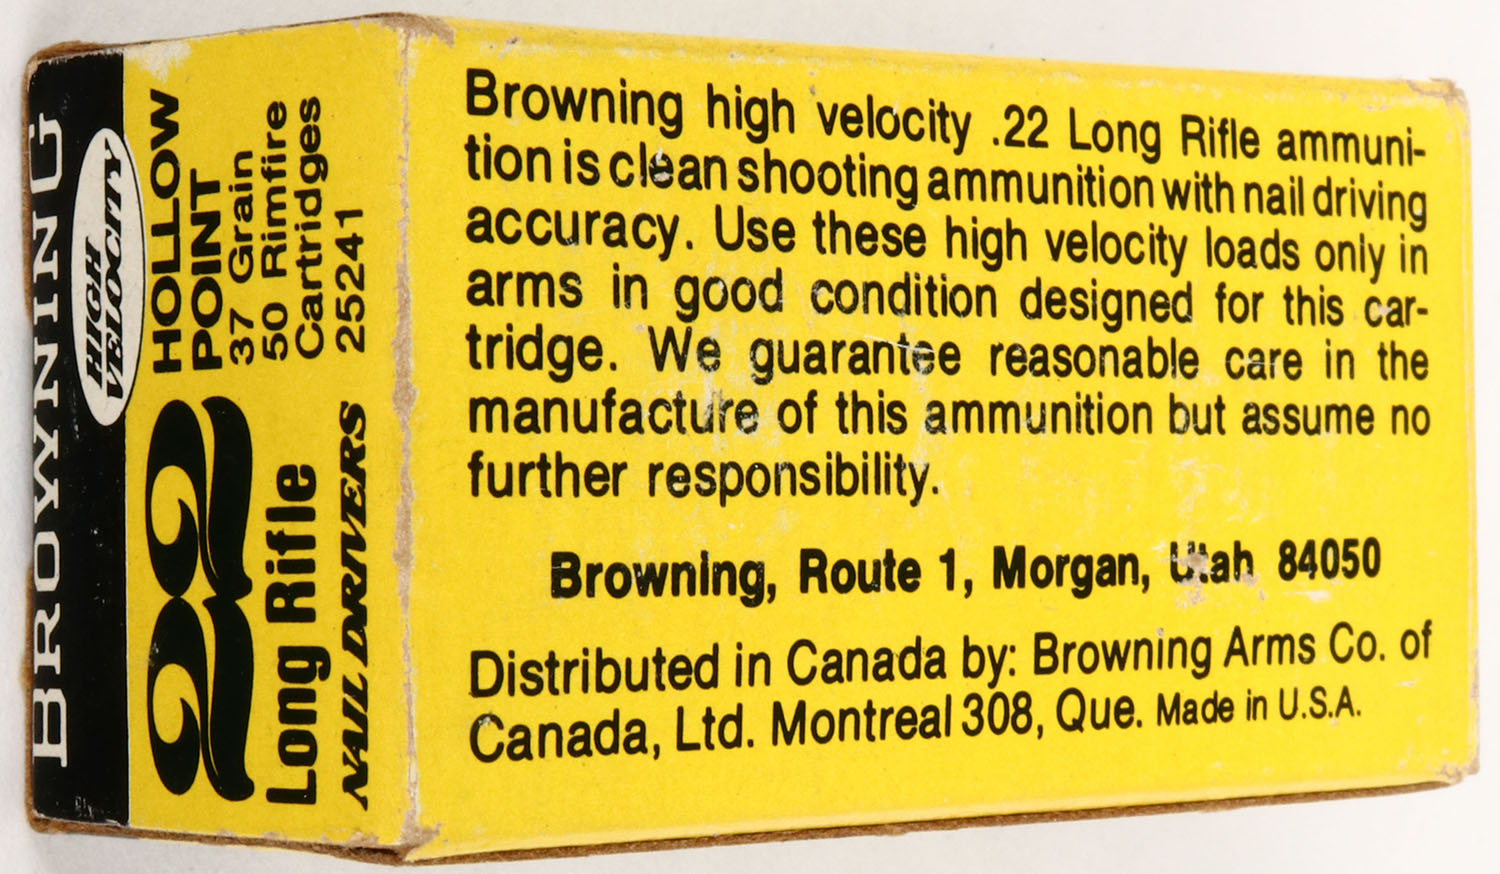 BROWNING
HIGH
VELOCITY
22
Long Rifle
NAIL DRIVERS
HOLLOW
POINT
37 Grain
50 Rimfire
Cartridges
25241
Browning high velocity .22 Long Rifle ammuni-
tion is clean shooting ammunition with nail driving
accuracy. Use these high velocity loads only in
arms in good condition designed for this car-
tridge. We guarantee reasonable care in the
manufacture of this ammunition but assume no
further responsibility.
Browning, Route 1, Morgan, Utah 84050
Distributed in Canada by: Browning Arms Co. of
Canada, Ltd. Montreal 308, Que. Made in U.S.A.